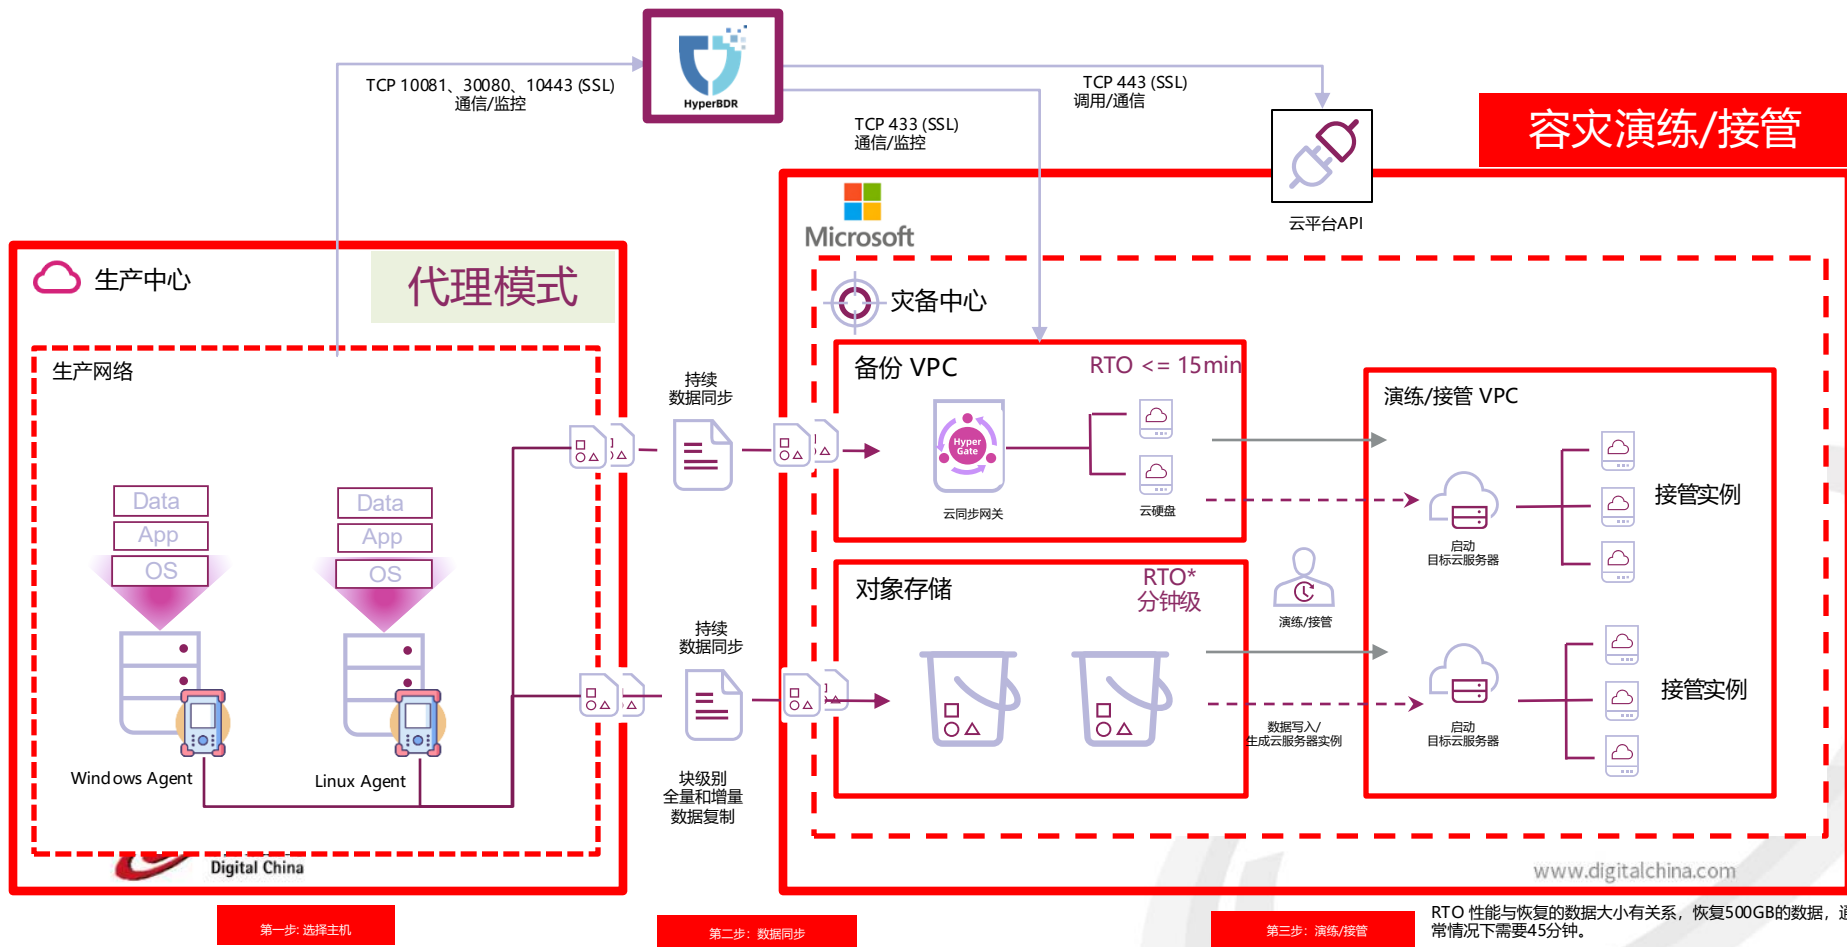 HyperBDR
TCP 10081、30080、10443 (SSL)
通信/监控
TCP 443 (SSL)
调用/通信
TCP 433 (SSL)
通信/监控
容灾演练/接管
云平台API
Microsoft
生产中心
代理模式
灾备中心
生产网络
持续
数据同步
备份 VPC
RTO <= 15min
演练/接管 VPC
Hyper
Gate
云同步网关
云硬盘
接管实例
启动
目标云服务器
Data
App
OS
Data
App
OS
对象存储
RTO*
分钟级
演练/接管
持续
数据同步
接管实例
数据写入/
生成云服务器实例
启动
目标云服务器
Windows Agent
Linux Agent
块级别
全量和增量
数据复制
Digital China
www.digitalchina.com
第一步: 选择主机
第二步：数据同步
第三步：演练/接管
RTO 性能与恢复的数据大小有关系，恢复500GB的数据，通
常情况下需要45分钟。